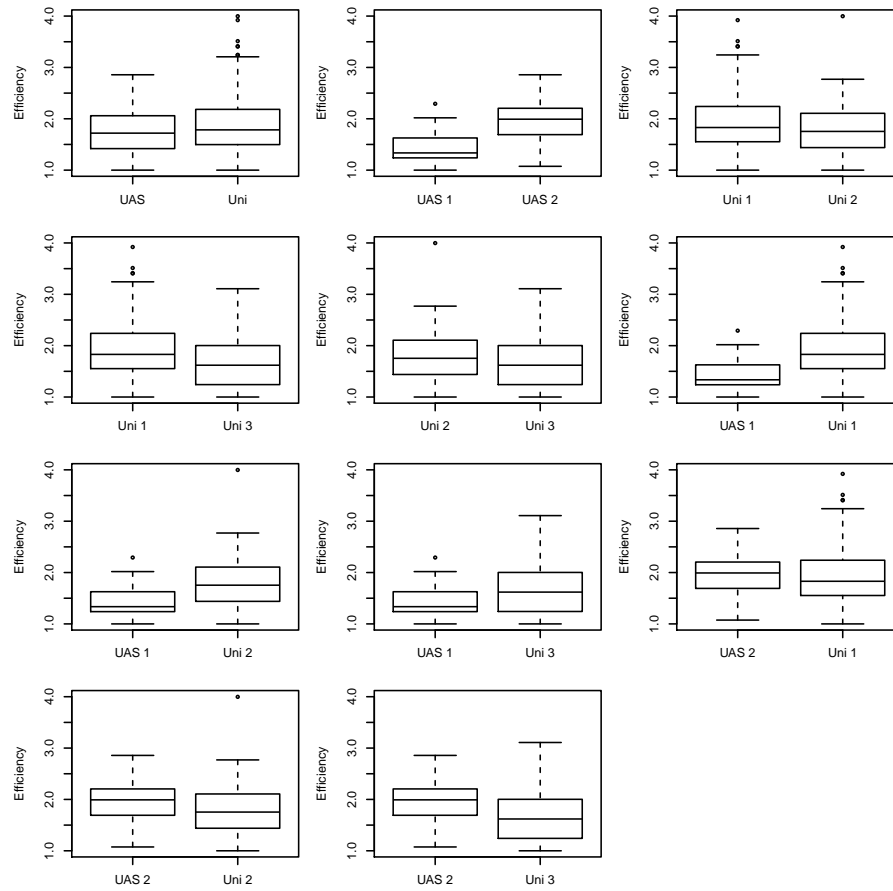 Efficiency
4.0
3.0
2.0
1.0
UAS Uni
Efficiency
4.0
3.0
2.0
1.0
UAS 1 UAS 2
Efficiency
4.0
3.0
2.0
1.0
Uni 1 Uni 2
Efficiency
4.0
3.0
2.0
1.0
Uni 1 Uni 3
Efficiency
4.0
3.0
2.0
1.0
Uni 2 Uni 3
Efficiency
4.0
3.0
2.0
1.0
UAS 1 Uni 1
Efficiency
4.0
3.0
2.0
1.0
UAS 1 Uni 2
Efficiency
4.0
3.0
2.0
1.0
UAS 1 Uni 3
Efficiency
4.0
3.0
2.0
1.0
UAS 2 Uni 1
Efficiency
4.0
3.0
2.0
1.0
UAS 2 Uni 2
Efficiency
4.0
3.0
2.0
1.0
UAS 2 Uni 3